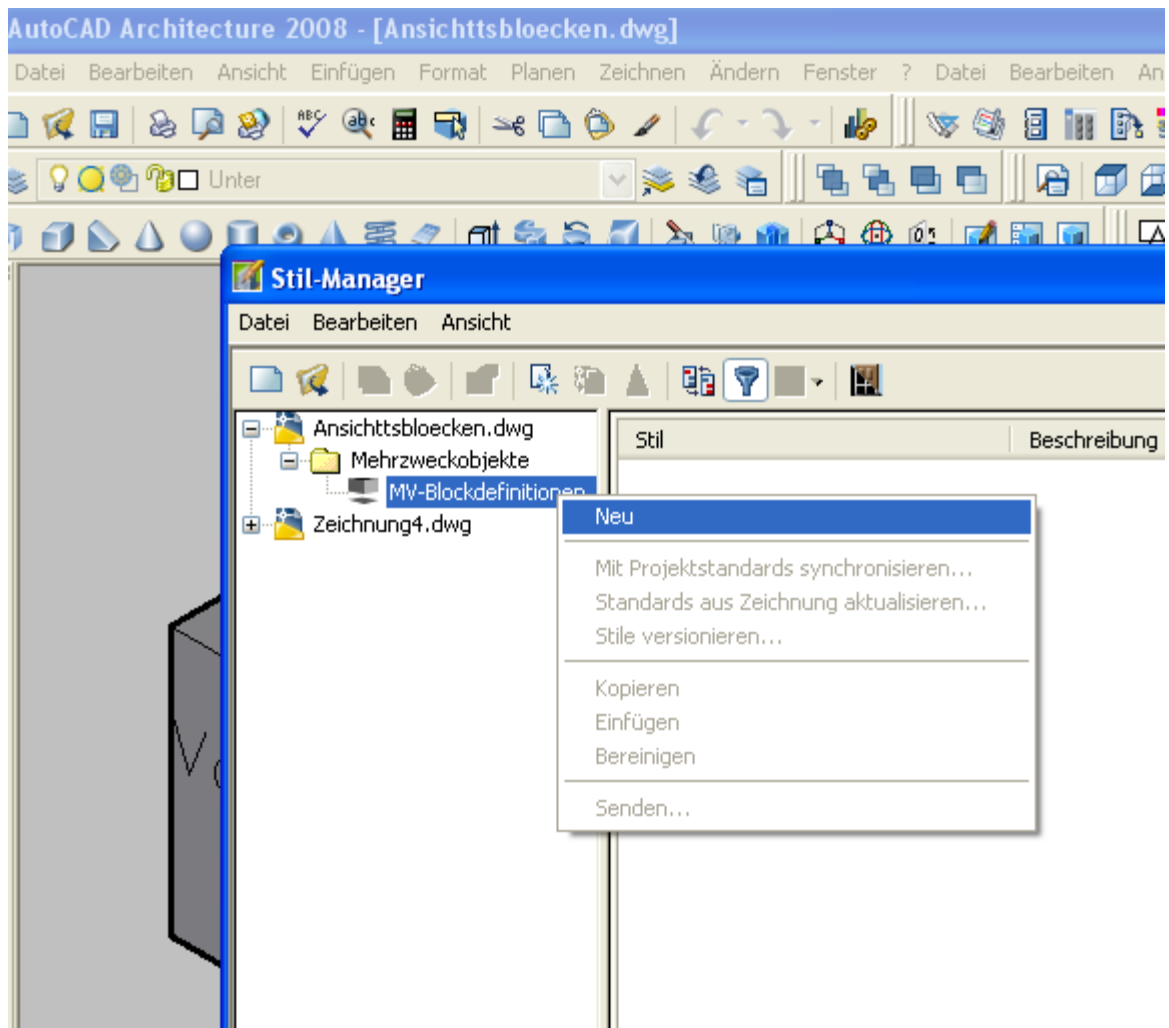 AutoCAD Architecture 2008 - [Ansichttsbloecken.dwg]
Datei Bearbeiten Ansicht Einfügen Format Planen Zeichnen Ändern Fenster ? Datei Bearbeiten An
ABC
Unter
Stil-Manager
Datei Bearbeiten Ansicht
Ansichttsbloecken.dwg
Mehrzweckobjekte
MV-Blockdefinitionen
Zeichnung4.dwg
Stil Beschreibung
Neu
Mit Projektstandards synchronisieren...
Standards aus Zeichnung aktualisieren...
Stile versionieren...
Kopieren
Einfügen
Bereinigen
Senden...
V